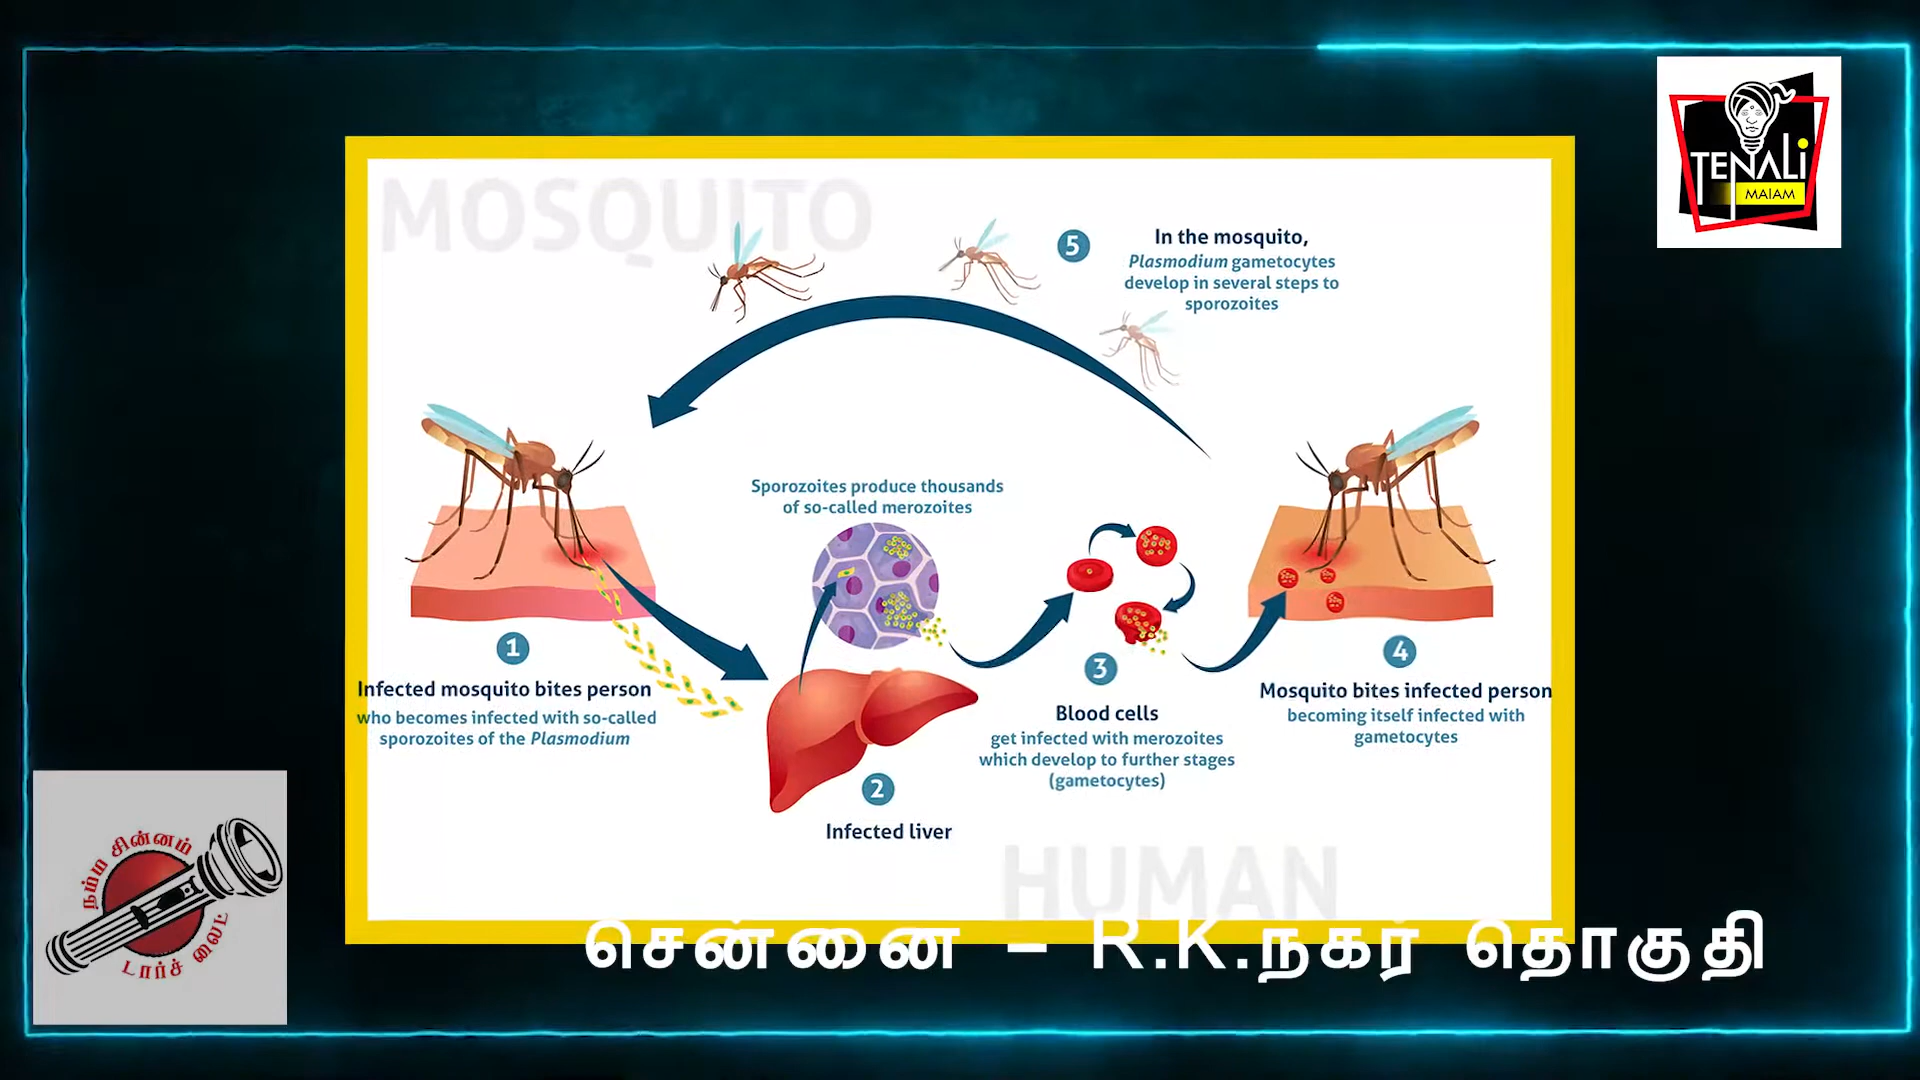 MOSQUITO
TENALi
MAIAM
5
In the mosquito,
Plasmodium gametocytes
develop in several steps to
sporozoites
Sporozoites produce thousands
of so-called merozoites
1
Infected mosquito bites person
who becomes infected with so-called
sporozoites of the Plasmodium
2
Infected liver
3
Blood cells
get infected with merozoites
which develop to further stages
(gametocytes)
4
Mosquito bites infected person
becoming itself infected with
gametocytes
HUMAN
நம்ம சின்னம்
டார்ச் லைட்
சென்னை – R.K.நகர் தொகுதி